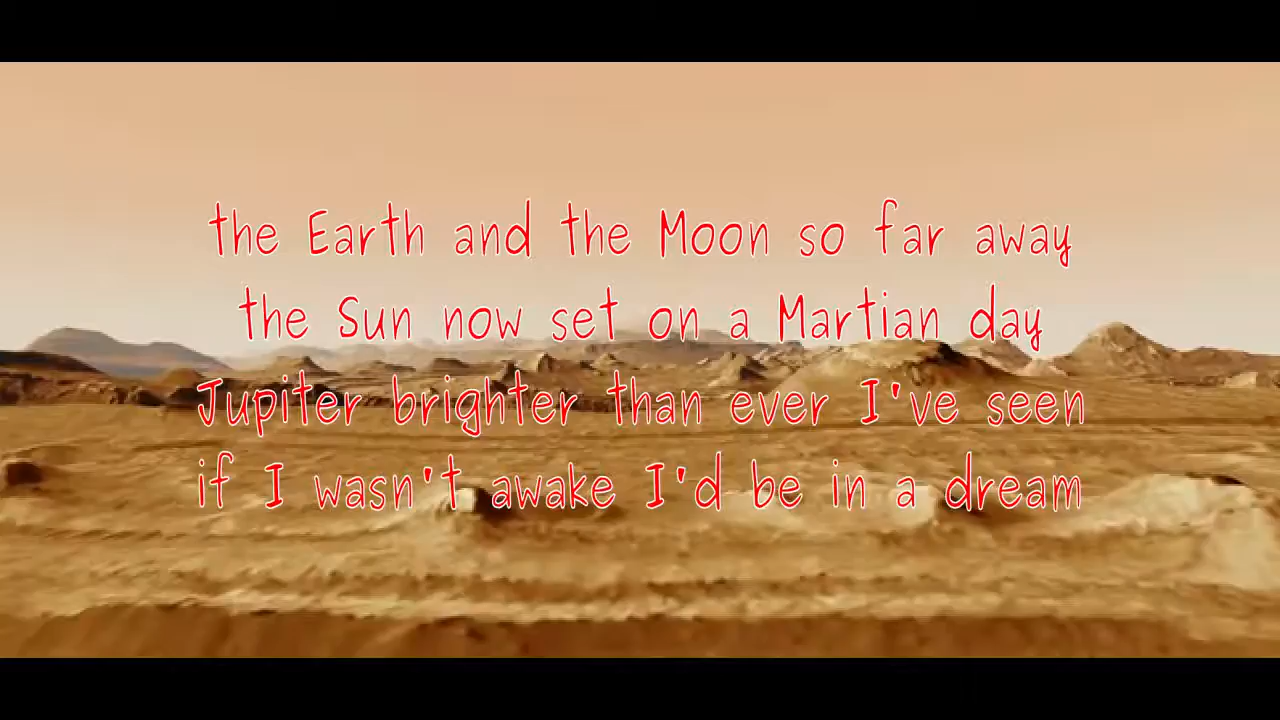 the Earth and the Moon so far away
the Sun now set on a Martian day
Jupiter brighter than ever I've seen
if I wasn't awake I'd be in a dream